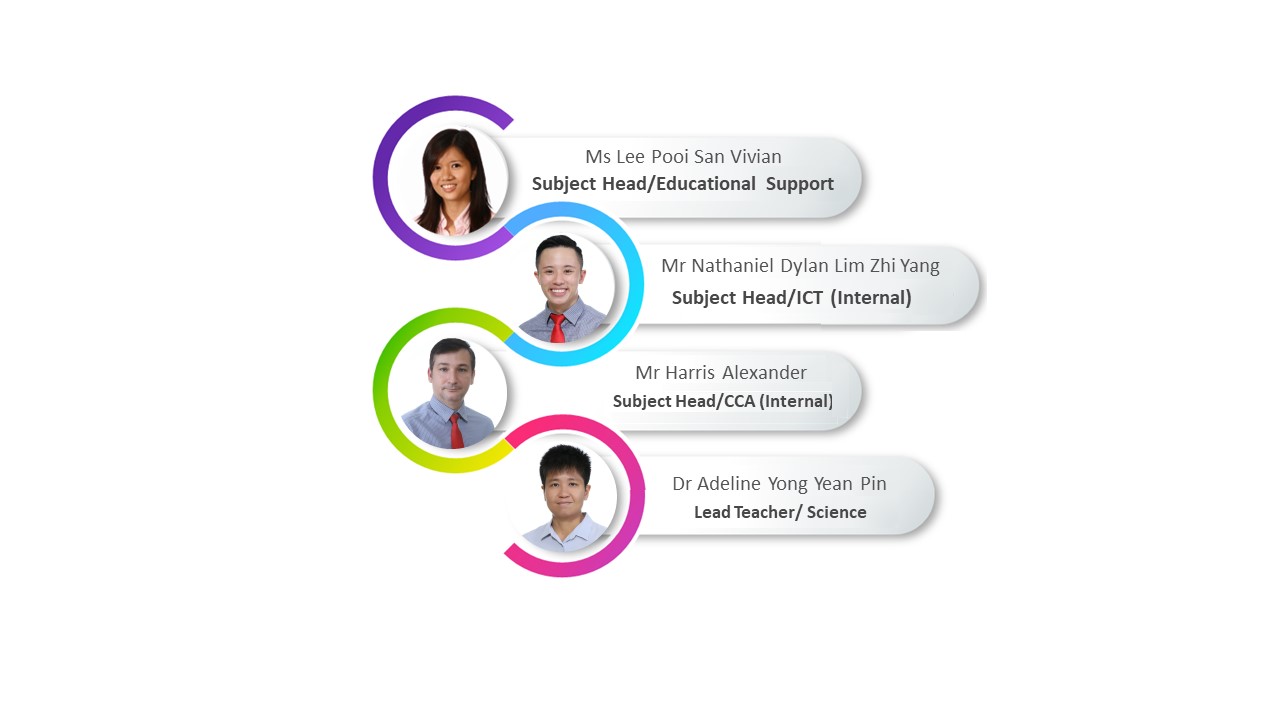 Ms Lee Pooi San Vivian
Subject Head/Educational Support
Mr Nathaniel Dylan Lim Zhi Yang
Subject Head/ICT (Internal)
Mr Harris Alexander
Subject Head/CCA (Internal)
Dr Adeline Yong Yean Pin
Lead Teacher/ Science